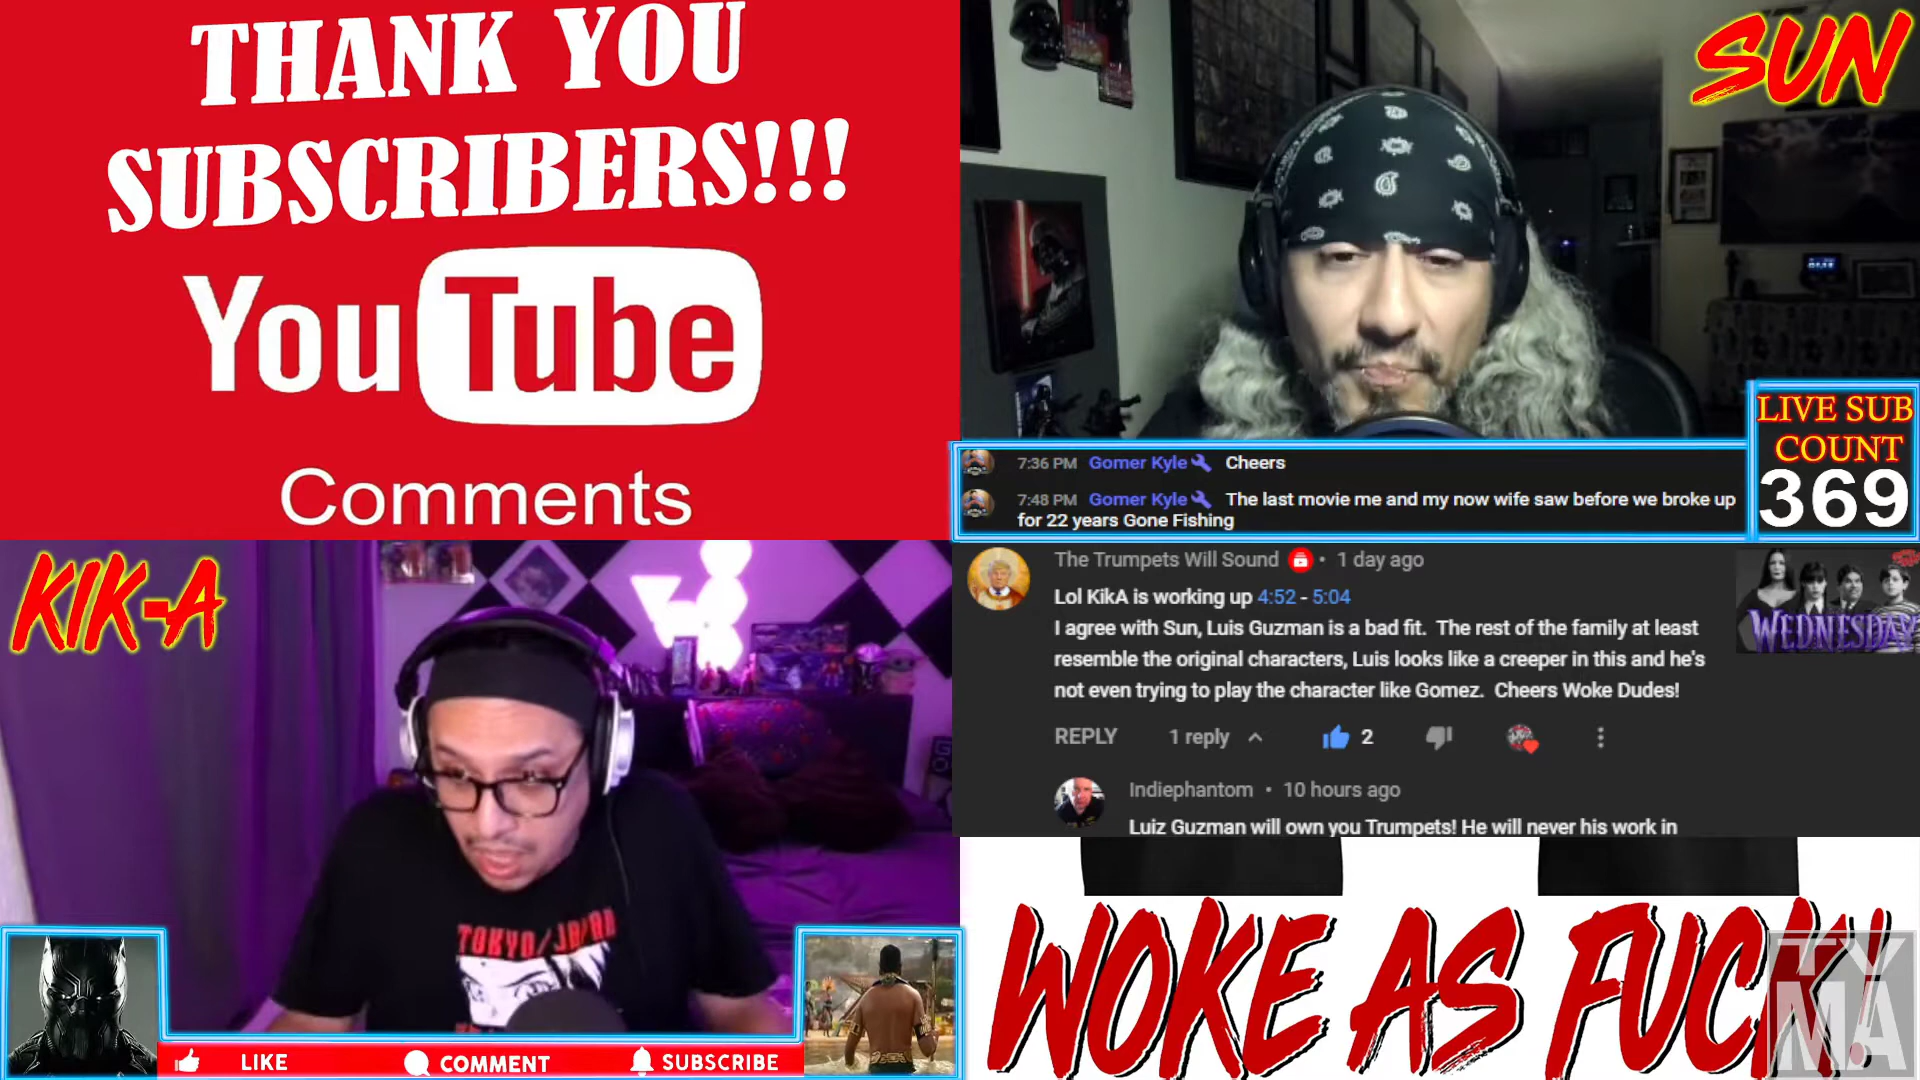 THANK YOU
SUBSCRIBERS!!!
YouTube
Comments
SUN
LIVE SUB
COUNT
369
7:36 PM Gomer Kyle Cheers
7:48 PM Gomer Kyle The last movie me and my now wife saw before we broke up
for 22 years Gone Fishing
KIK-A
TOKYO/JAPAN
LIKE
COMMENT
SUBSCRIBE
The Trumpets Will Sound • 1 day ago
Lol KikA is working up 4:52 - 5:04
I agree with Sun, Luis Guzman is a bad fit. The rest of the family at least
resemble the original characters, Luis looks like a creeper in this and he's
not even trying to play the character like Gomez. Cheers Woke Dudes!
REPLY 1 reply 2
WEDNESDAY
Indiephantom • 10 hours ago
Luiz Guzman will own you Trumpets! He will never his work in
WOKE AS FUCK
TY
MA